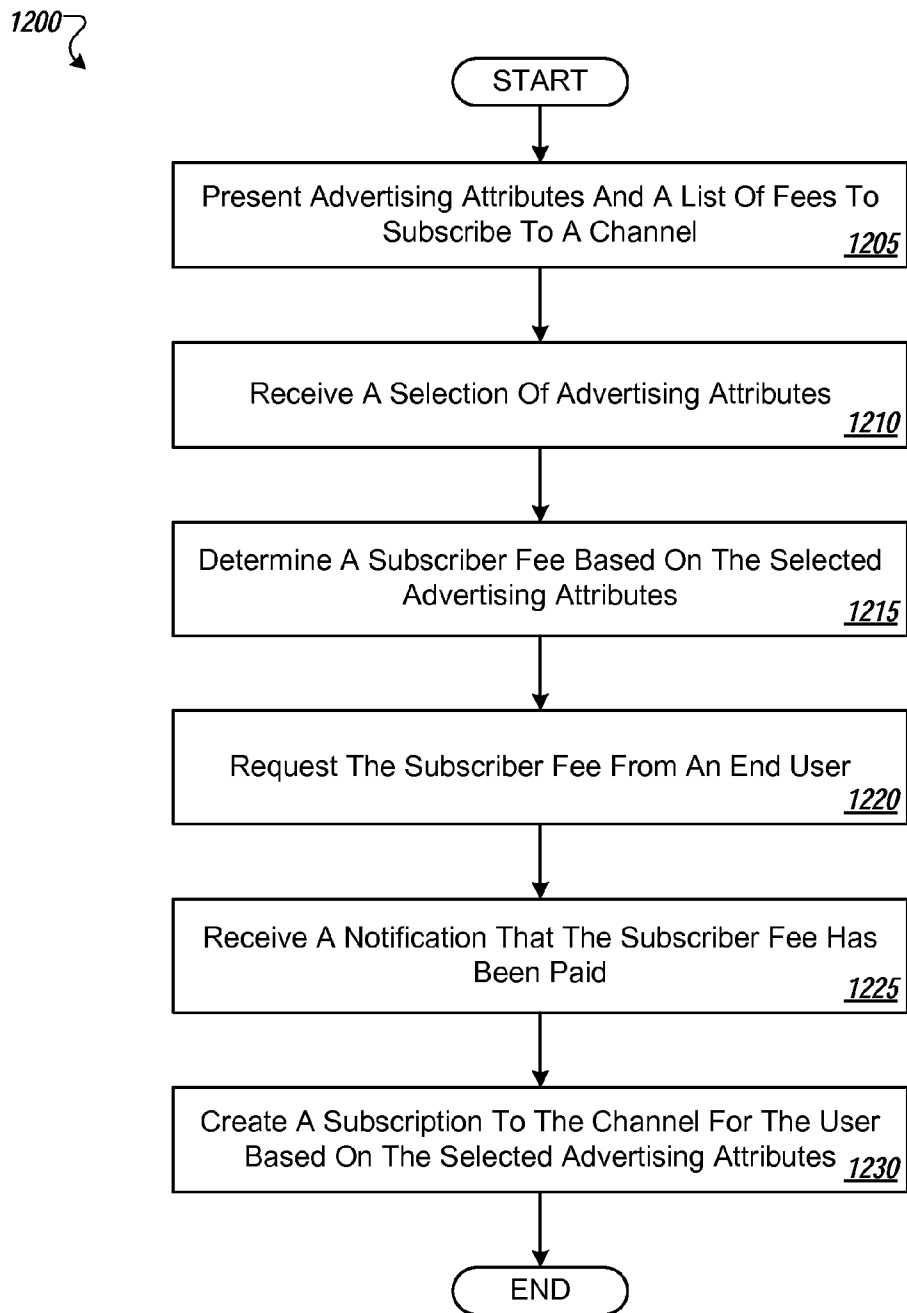 1200
START
Present Advertising Attributes And A List Of Fees To
Subscribe To A Channel
1205
Receive A Selection Of Advertising Attributes
1210
Determine A Subscriber Fee Based On The Selected
Advertising Attributes
1215
Request The Subscriber Fee From An End User
1220
Receive A Notification That The Subscriber Fee Has
Been Paid
1225
Create A Subscription To The Channel For The User
Based On The Selected Advertising Attributes
1230
END